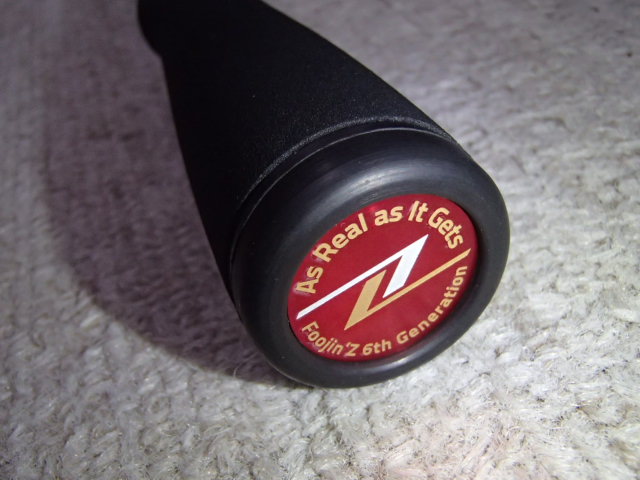 As Real as It Gets
Foojin'Z 6th Generation